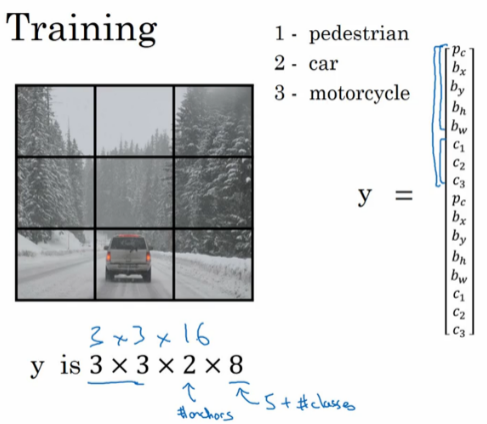 Training
1 - pedestrian
2 - car
3 - motorcycle
y =
p_c
b_x
b_y
b_h
b_w
c_1
c_2
c_3
p_c
b_x
b_y
b_h
b_w
c_1
c_2
c_3
3 × 3 × 16
y is 3 × 3 × 2 × 8
#anchors
5 + #classes